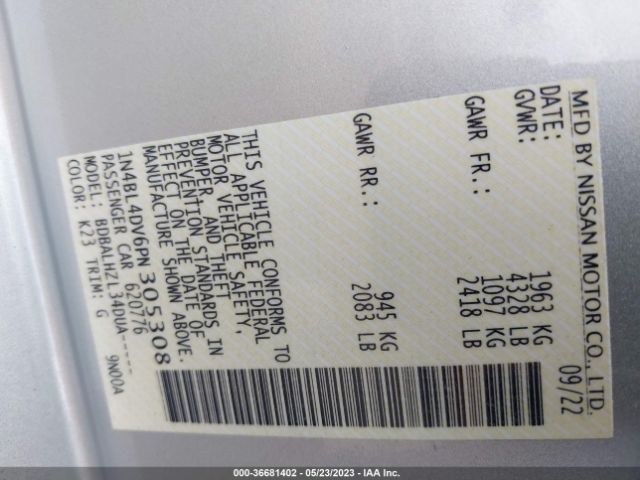 MFD BY NISSAN MOTOR CO., LTD.
DATE: 09/22
GVWR: 1963 KG
4328 LB
GAWR FR.: 1097 KG
2418 LB
GAWR RR.: 945 KG
2083 LB
THIS VEHICLE CONFORMS TO
ALL APPLICABLE FEDERAL
MOTOR VEHICLE SAFETY,
BUMPER, AND THEFT
PREVENTION STANDARDS IN
EFFECT ON THE DATE OF
MANUFACTURE SHOWN ABOVE.
1N4BL4DV6PN305308
PASSENGER CAR 620776
MODEL: BDBALHZL34DUA-----
COLOR: K23 TRIM: G 9N00A
000-36681402 - 05/23/2023 - IAA Inc.